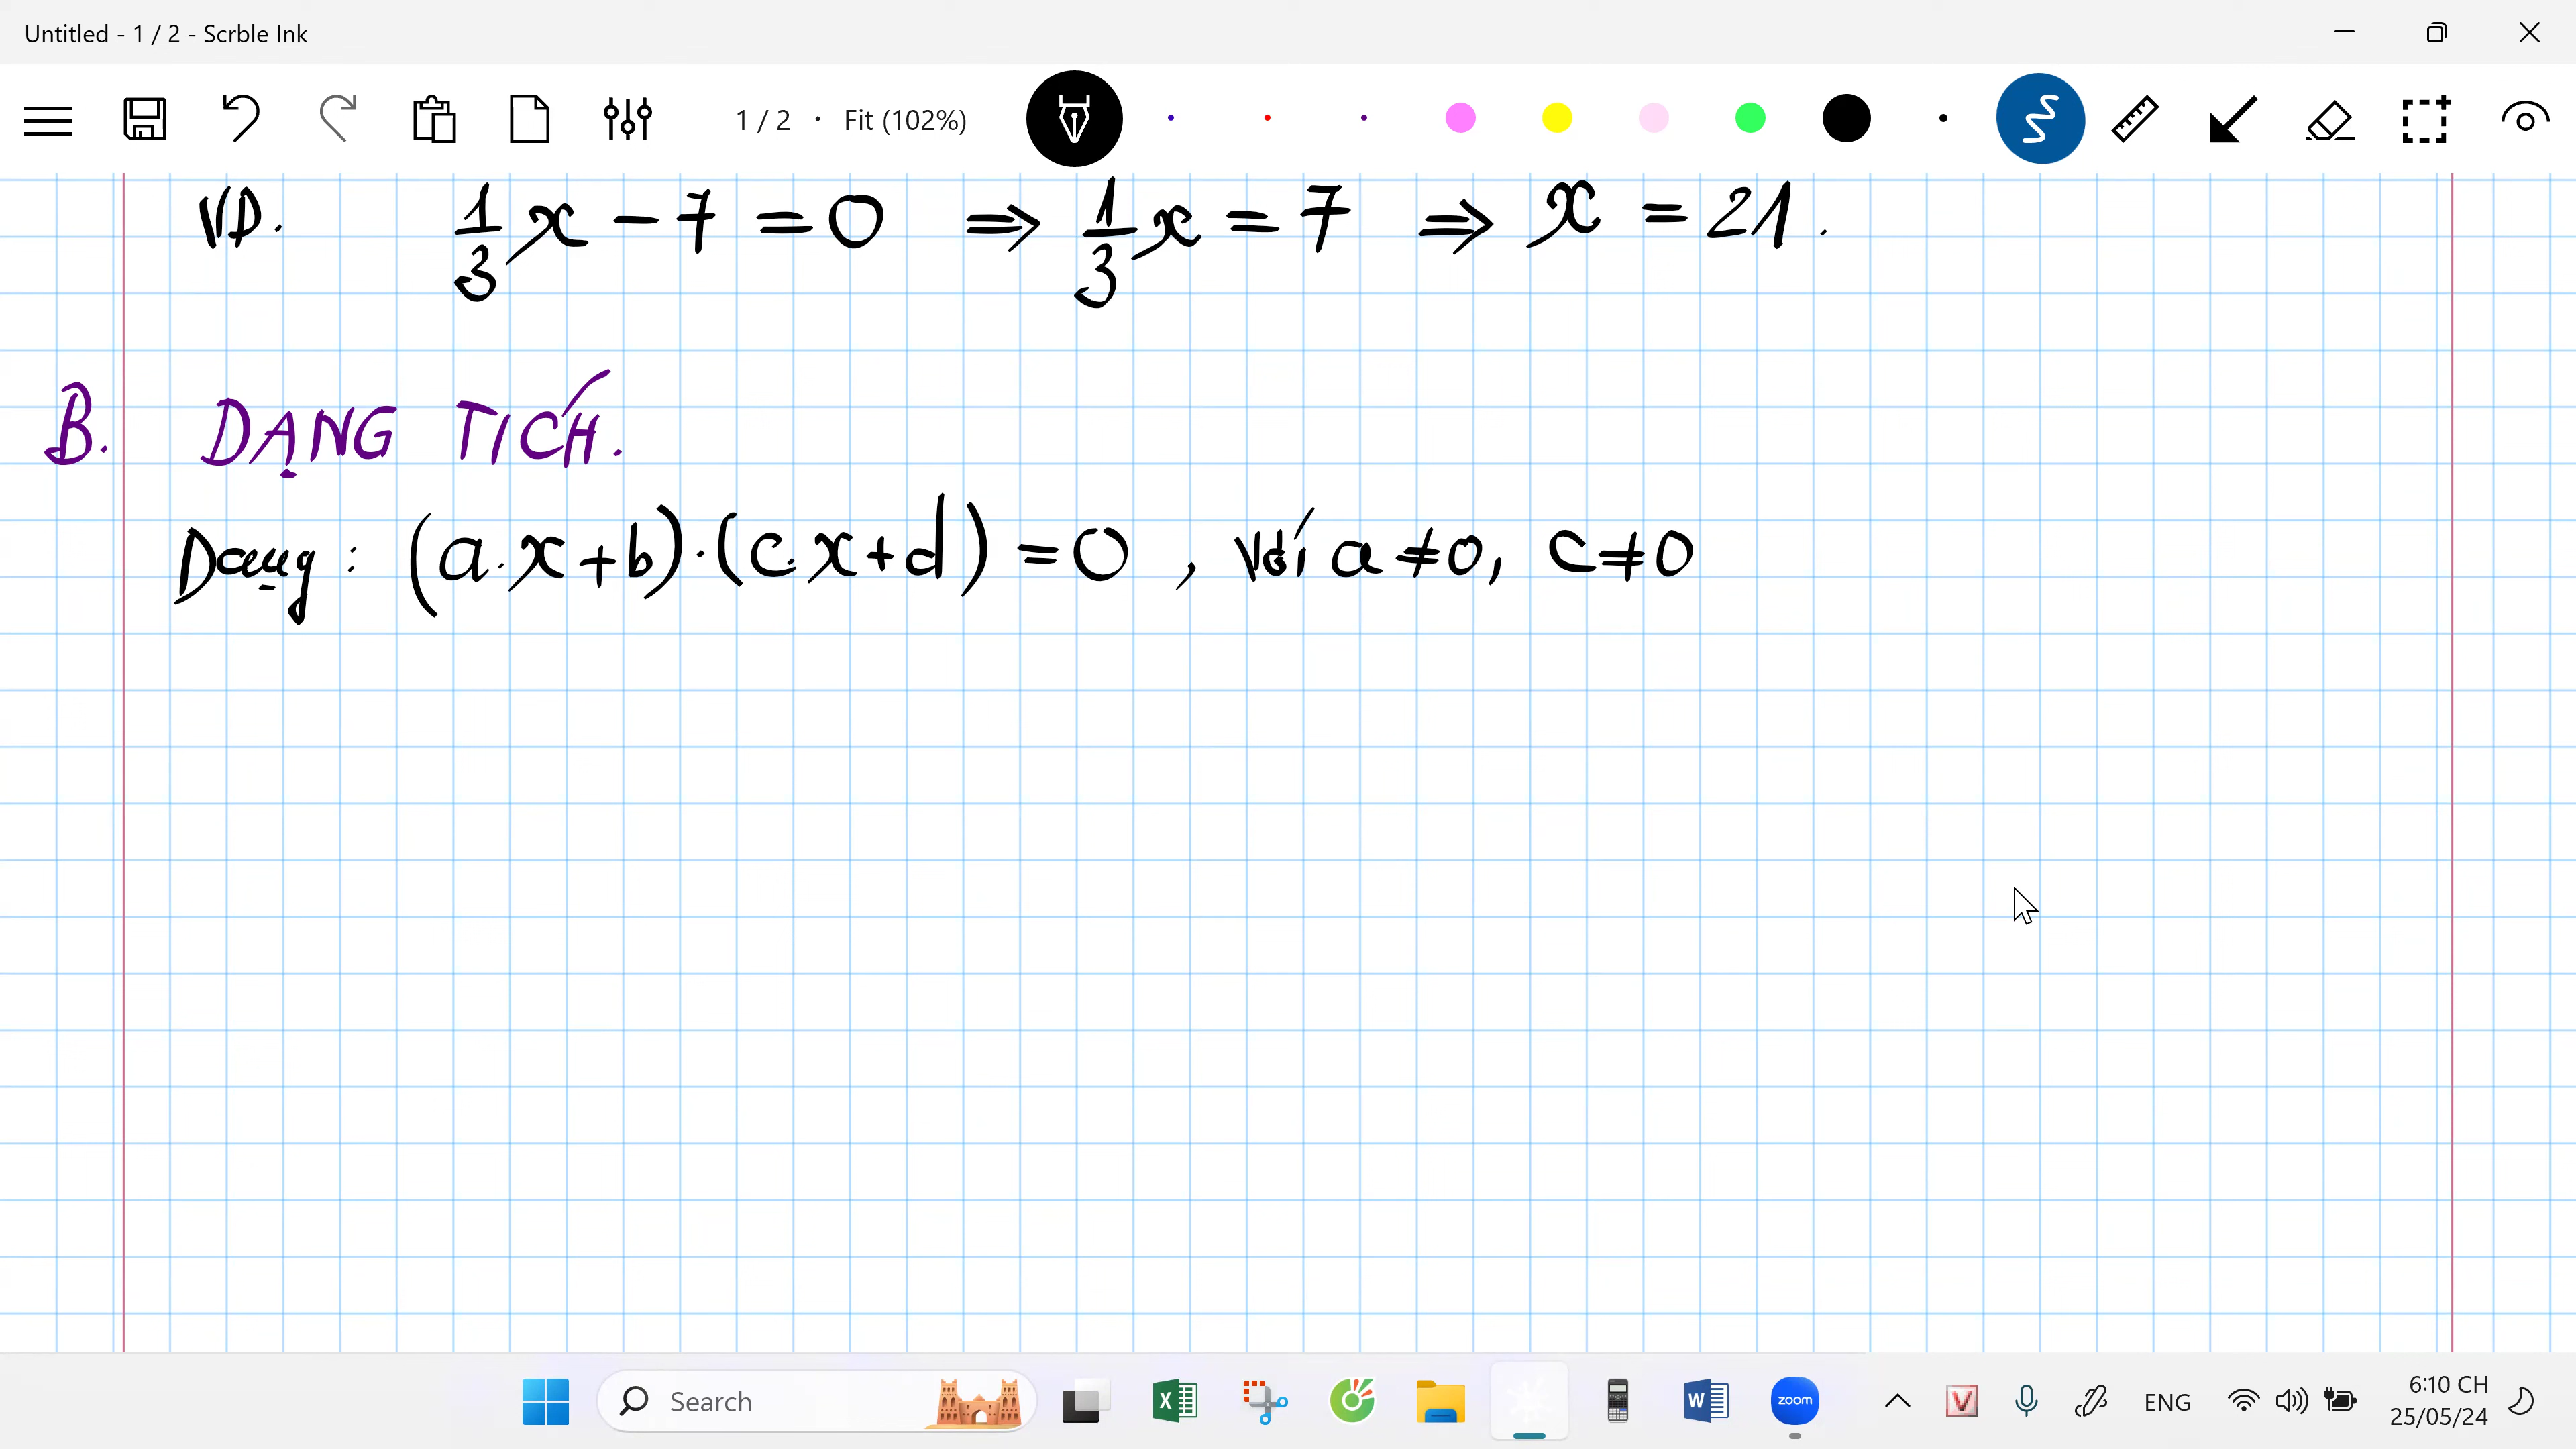 Untitled - 1 / 2 - Scrble Ink
1 / 2 · Fit (102%)
VD. 1/3 x - 7 = 0 ⇒ 1/3 x = 7 ⇒ x = 21.
B. DẠNG TÍCH.
Dạng : (a.x+b).(c.x+d) = 0 , với a ≠ 0, c ≠ 0
Search
zoom
ENG
6:10 CH
25/05/24